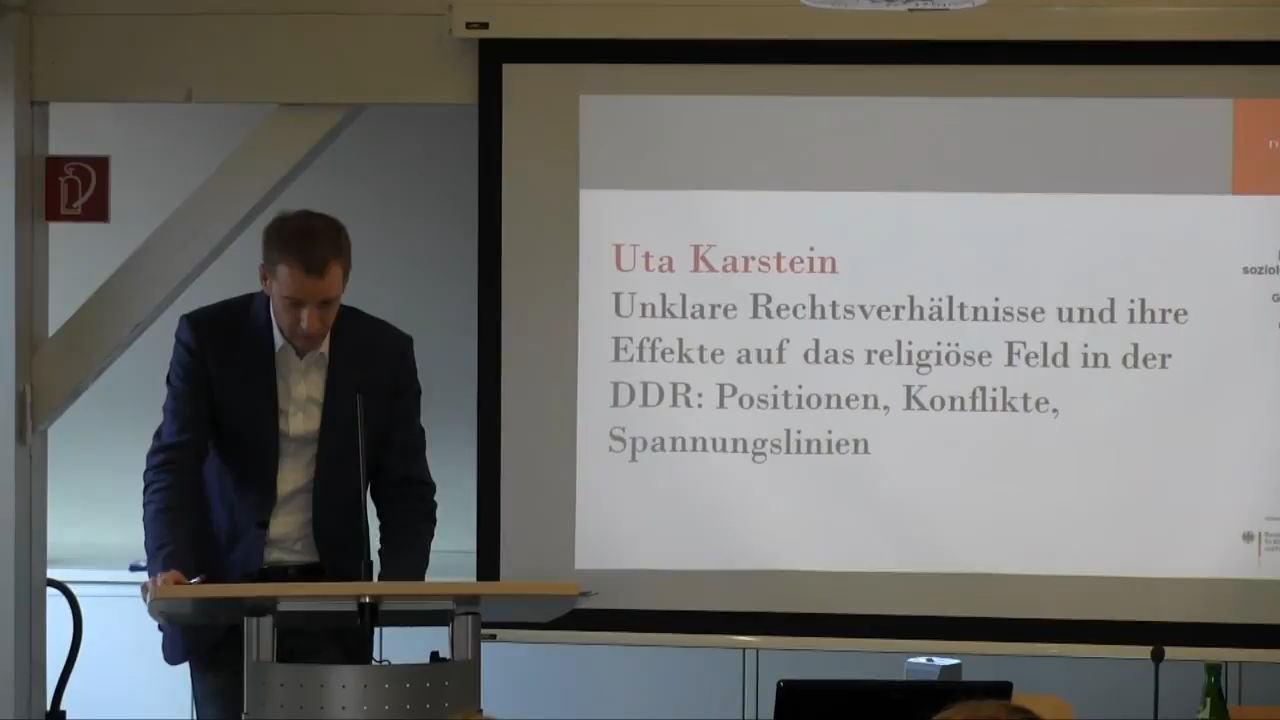 Uta Karstein
Unklare Rechtsverhältnisse und ihre
Effekte auf das religiöse Feld in der
DDR: Positionen, Konflikte,
Spannungslinien